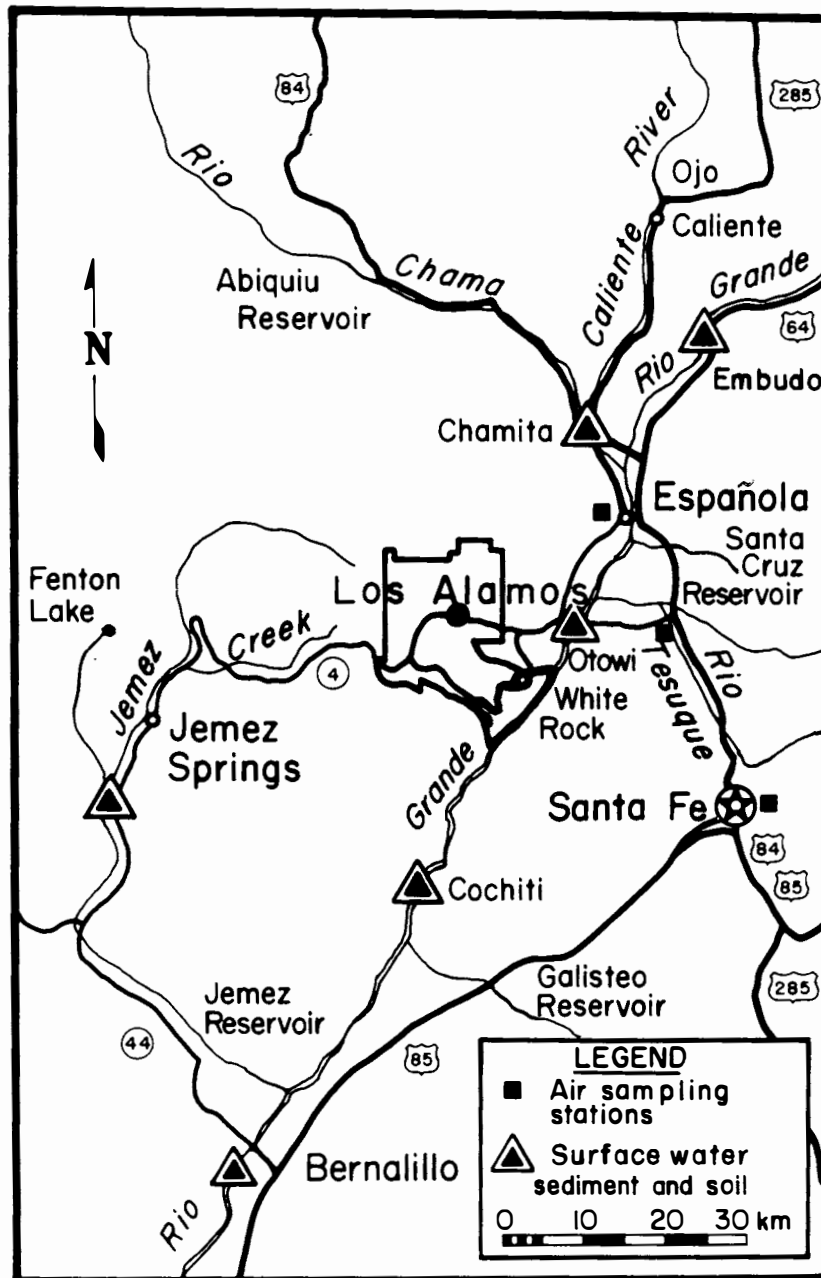 84
285
River
Rio
Ojo
Caliente
Caliente
Chama
Grande
Abiquiu
Reservoir
64
N
Rio
Embudo
Chamita
Española
Santa
Cruz
Reservoir
Fenton
Lake
Los Alamos
Creek
Jemez
4
Otowi
White
Rock
Tesuque
Rio
Jemez
Springs
Grande
Santa Fe
84
85
Cochiti
Galisteo
Reservoir
285
Jemez
Reservoir
44
85
Bernalillo
Rio
LEGEND
Air sampling
stations
Surface water
sediment and soil
0 10 20 30 km